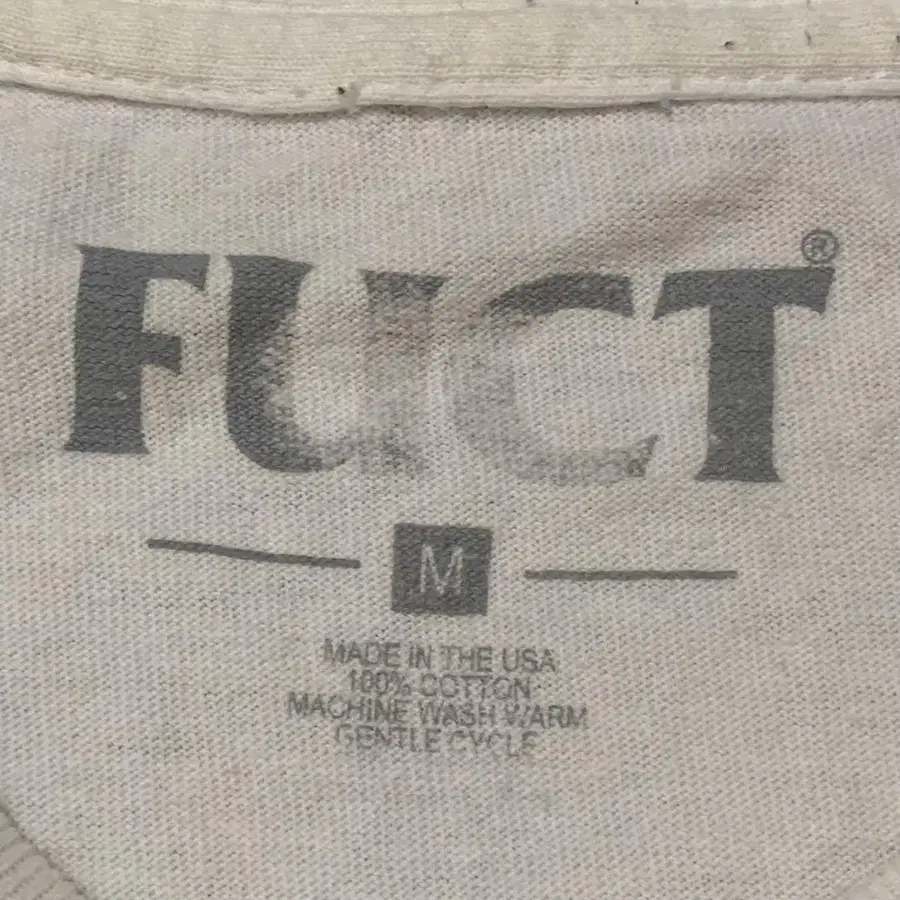 FUCT®
M
MADE IN THE USA
100% COTTON
MACHINE WASH WARM
GENTLE CYCLE